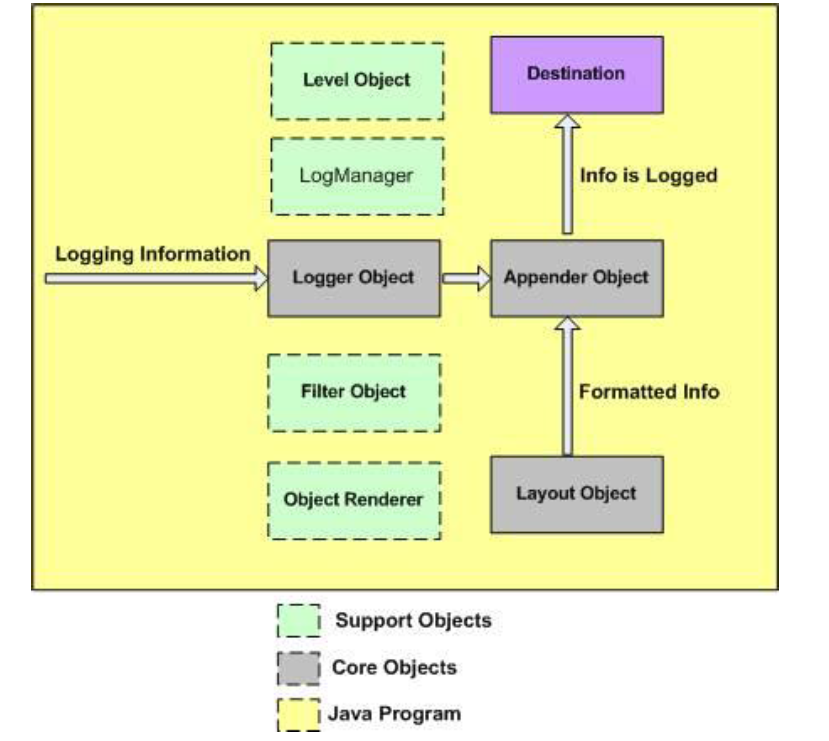 Level Object
Destination
LogManager
Info is Logged
Logging Information
Logger Object
Appender Object
Filter Object
Formatted Info
Object Renderer
Layout Object
Support Objects
Core Objects
Java Program